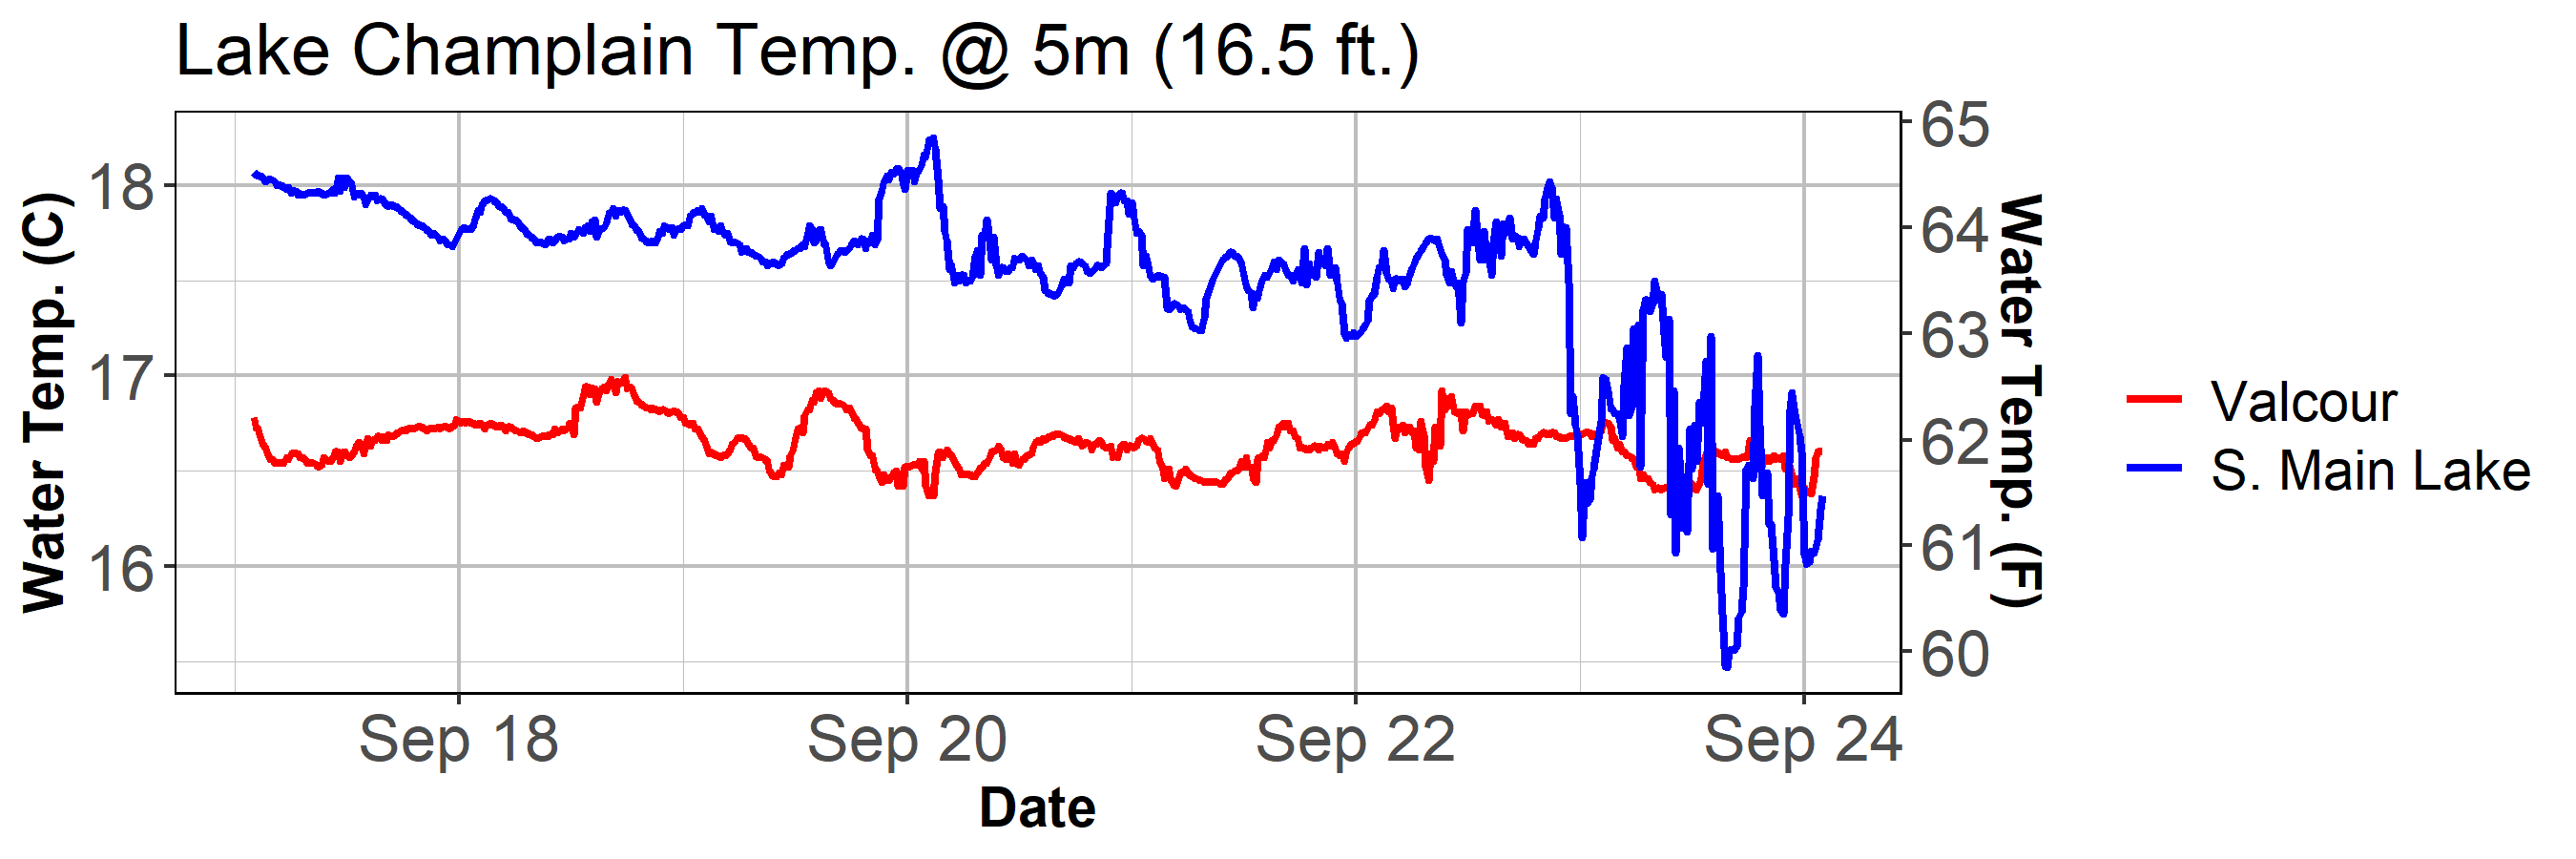 Lake Champlain Temp. @ 5m (16.5 ft.)
Water Temp. (C)
18
17
16
65
64
63
62
61
60
Water Temp. (F)
Sep 18
Sep 20
Sep 22
Sep 24
Date
Valcour
S. Main Lake